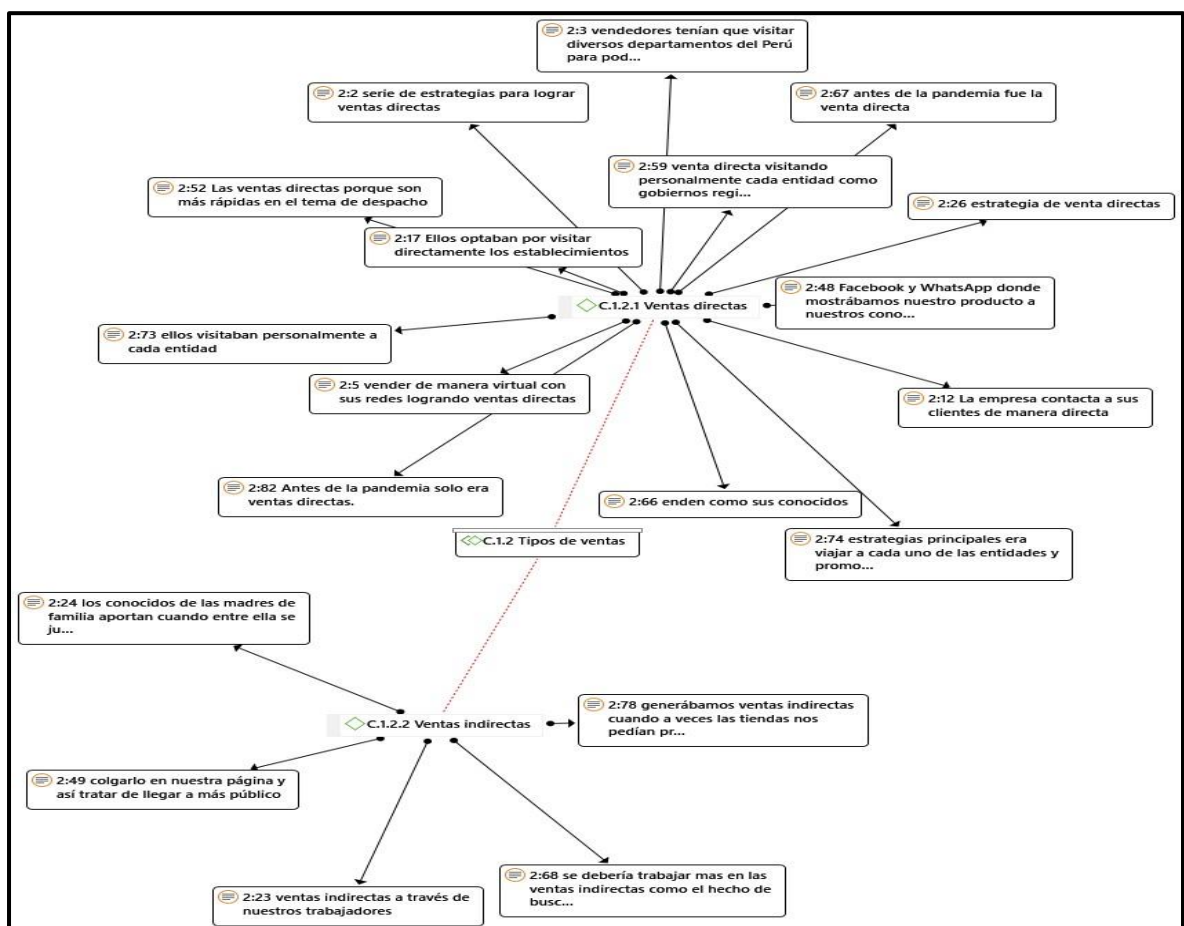 2:3 vendedores tenían que visitar
diversos departamentos del Perú
para pod...
2:2 serie de estrategias para lograr
ventas directas
2:67 antes de la pandemia fue la
venta directa
2:59 venta directa visitando
personalmente cada entidad como
gobiernos regi...
2:52 Las ventas directas porque son
más rápidas en el tema de despacho
2:26 estrategia de venta directas
2:17 Ellos optaban por visitar
directamente los establecimientos
C.1.2.1 Ventas directas
2:48 Facebook y WhatsApp donde
mostrábamos nuestro producto a
nuestros cono...
2:73 ellos visitaban personalmente a
cada entidad
2:5 vender de manera virtual con
sus redes logrando ventas directas
2:12 La empresa contacta a sus
clientes de manera directa
2:82 Antes de la pandemia solo era
ventas directas.
2:66 enden como sus conocidos
C.1.2 Tipos de ventas
2:74 estrategias principales era
viajar a cada uno de las entidades y
promo...
2:24 los conocidos de las madres de
familia aportan cuando entre ella se
ju...
C.1.2.2 Ventas indirectas
2:78 generábamos ventas indirectas
cuando a veces las tiendas nos
pedían pr...
2:49 colgarlo en nuestra página y
así tratar de llegar a más público
2:23 ventas indirectas a través de
nuestros trabajadores
2:68 se debería trabajar mas en las
ventas indirectas como el hecho de
busc...